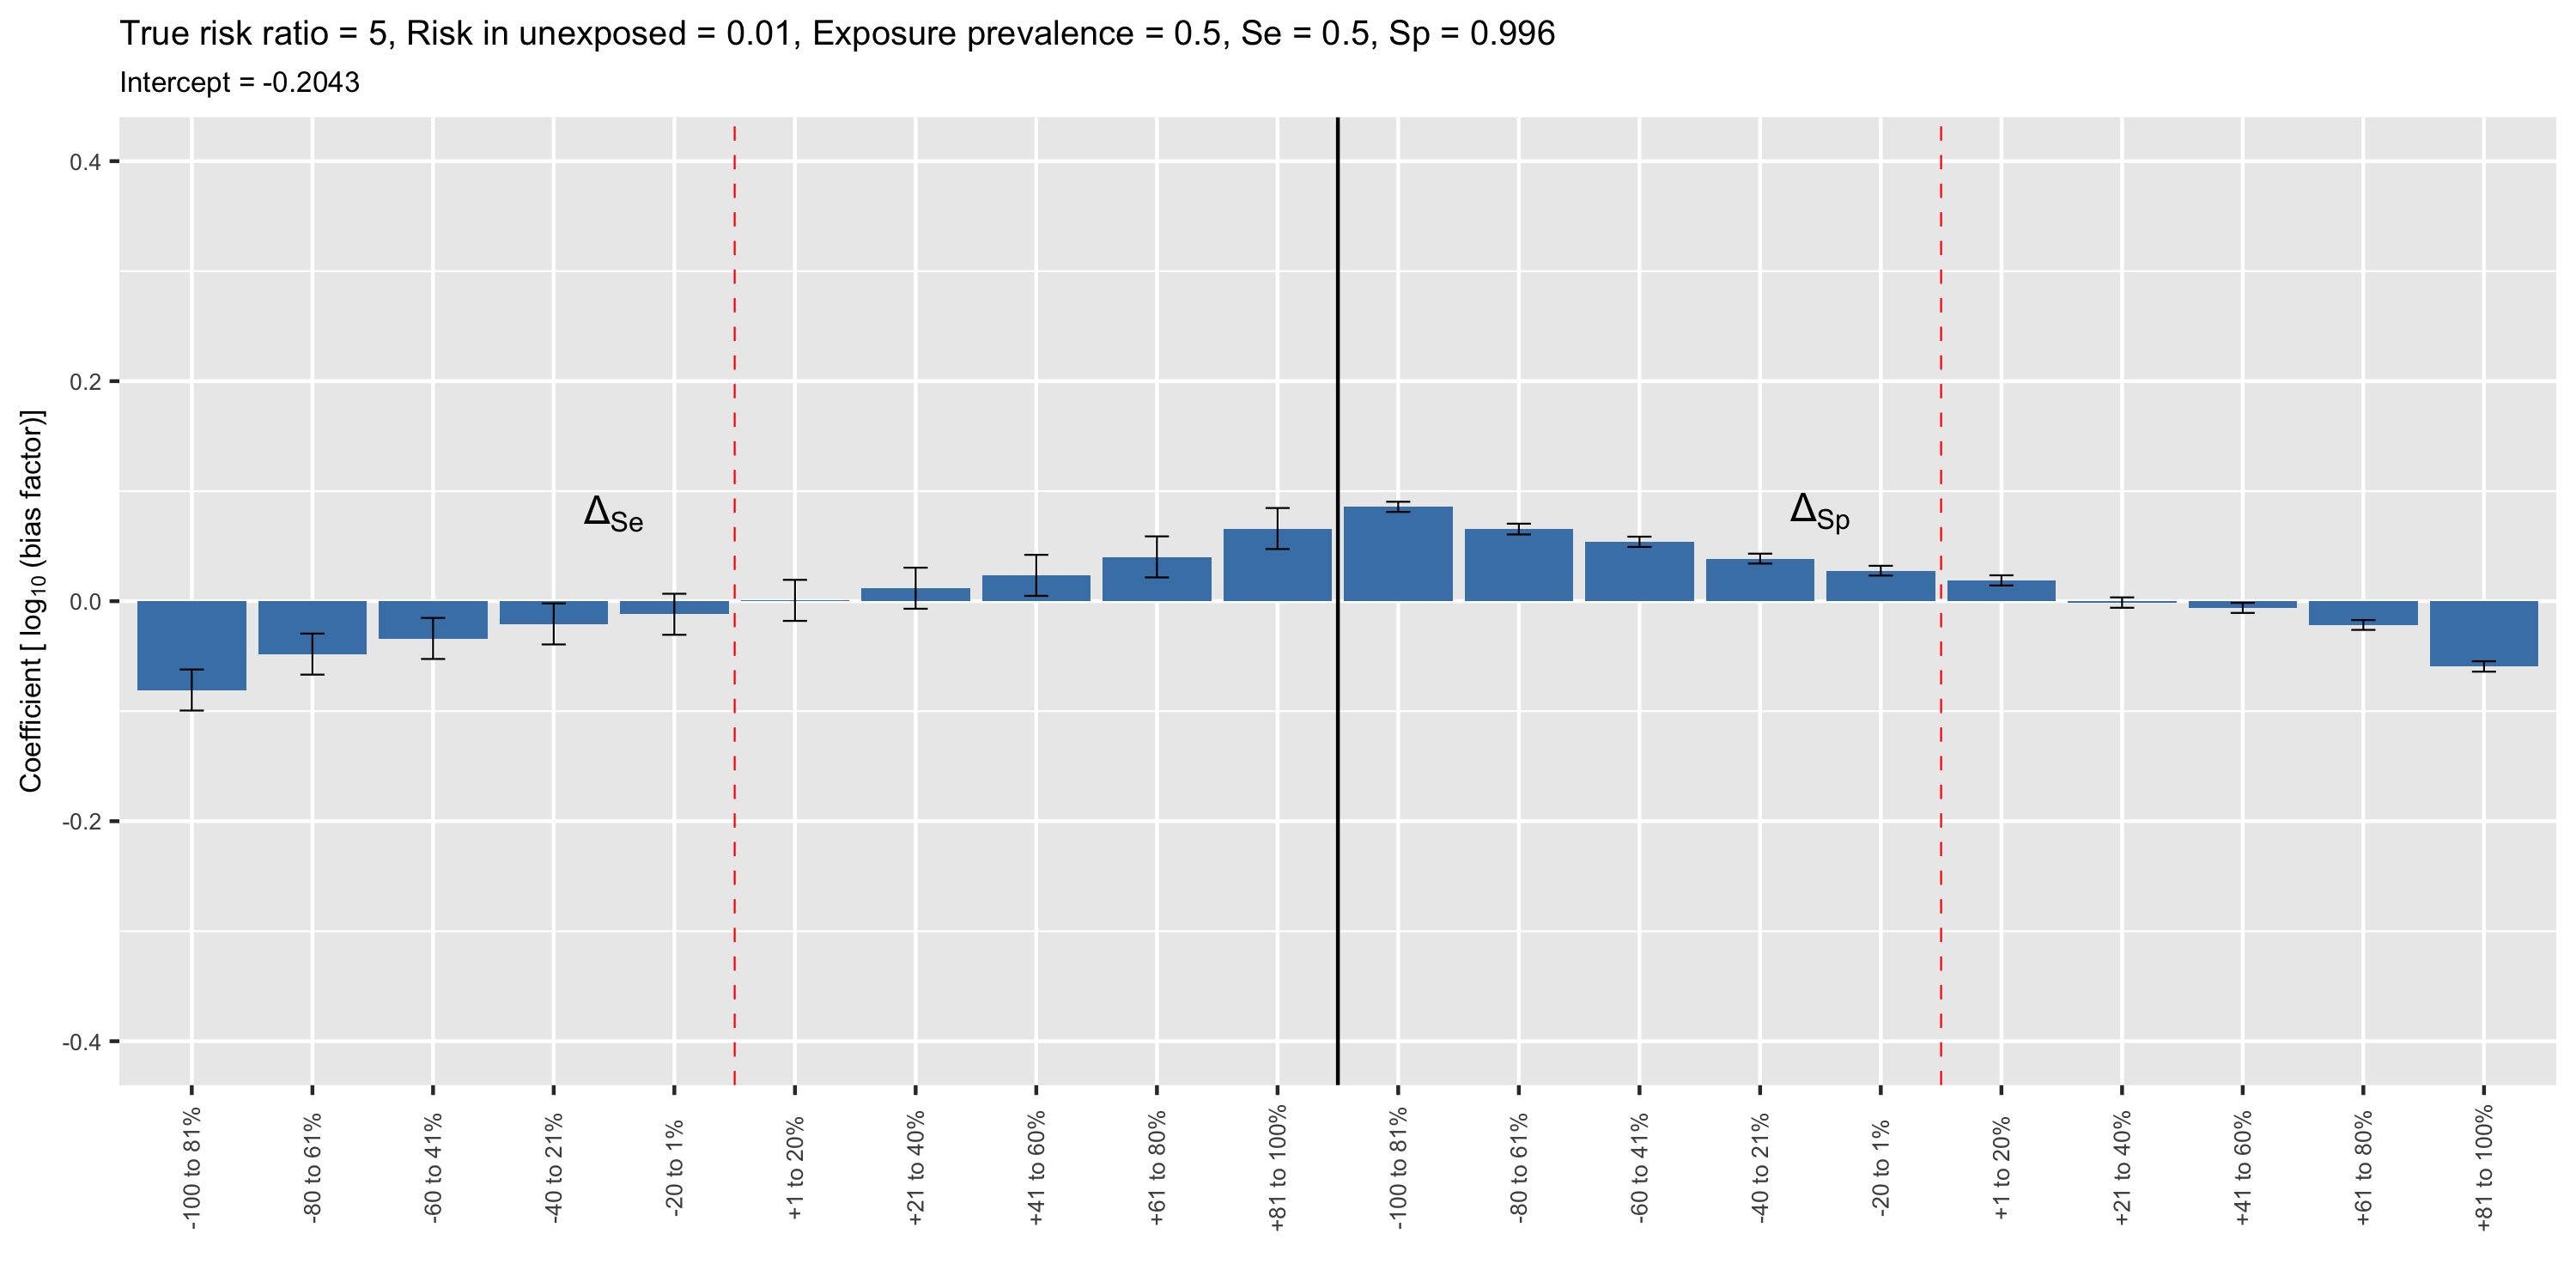 True risk ratio = 5, Risk in unexposed = 0.01, Exposure prevalence = 0.5, Se = 0.5, Sp = 0.996
Intercept = -0.2043
Coefficient [ log10 (bias factor)]
0.4
0.2
0.0
-0.2
-0.4
ΔSe
ΔSp
-100 to 81%
-80 to 61%
-60 to 41%
-40 to 21%
-20 to 1%
+1 to 20%
+21 to 40%
+41 to 60%
+61 to 80%
+81 to 100%
-100 to 81%
-80 to 61%
-60 to 41%
-40 to 21%
-20 to 1%
+1 to 20%
+21 to 40%
+41 to 60%
+61 to 80%
+81 to 100%